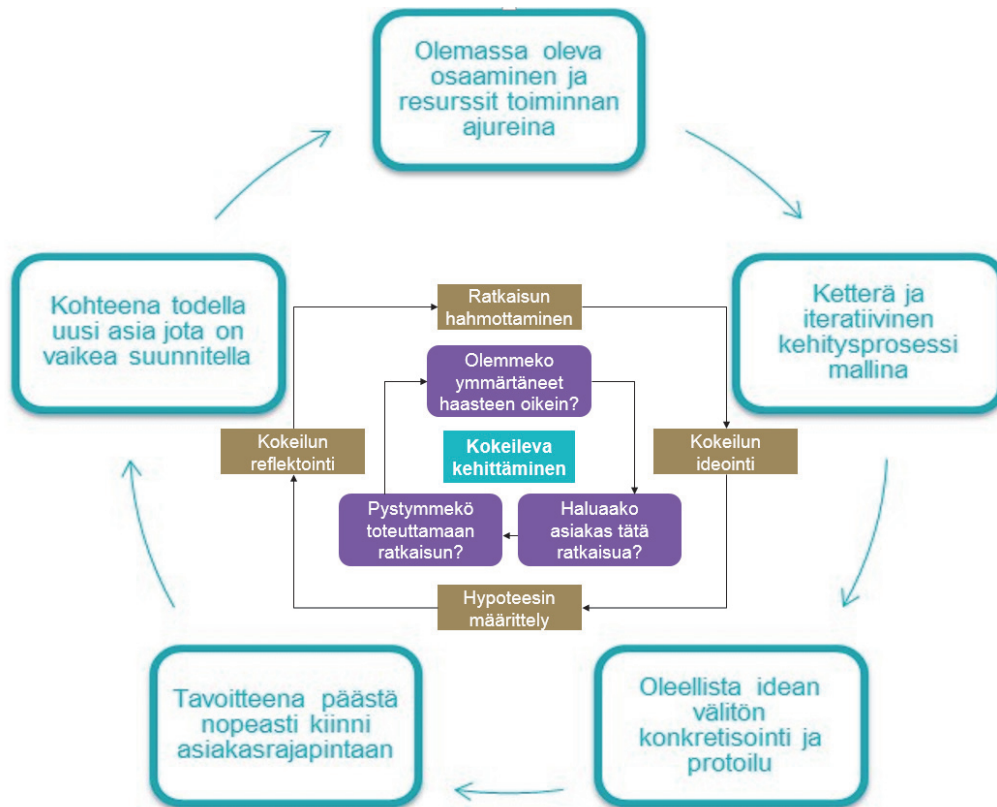 Olemassa oleva
osaaminen ja
resurssit toiminnan
ajureina
Ketterä ja
iteratiivinen
kehitysprosessi
mallina
Oleellista idean
välitön
konkretisointi ja
protoilu
Tavoitteena päästä
nopeasti kiinni
asiakasrajapintaan
Kohteena todella
uusi asia jota on
vaikea suunnitella
Ratkaisun
hahmottaminen
Kokeilun
ideointi
Hypoteesin
määrittely
Kokeilun
reflektointi
Olemmeko
ymmärtäneet
haasteen oikein?
Haluaako
asiakas tätä
ratkaisua?
Pystymmekö
toteuttamaan
ratkaisun?
Kokeileva
kehittäminen